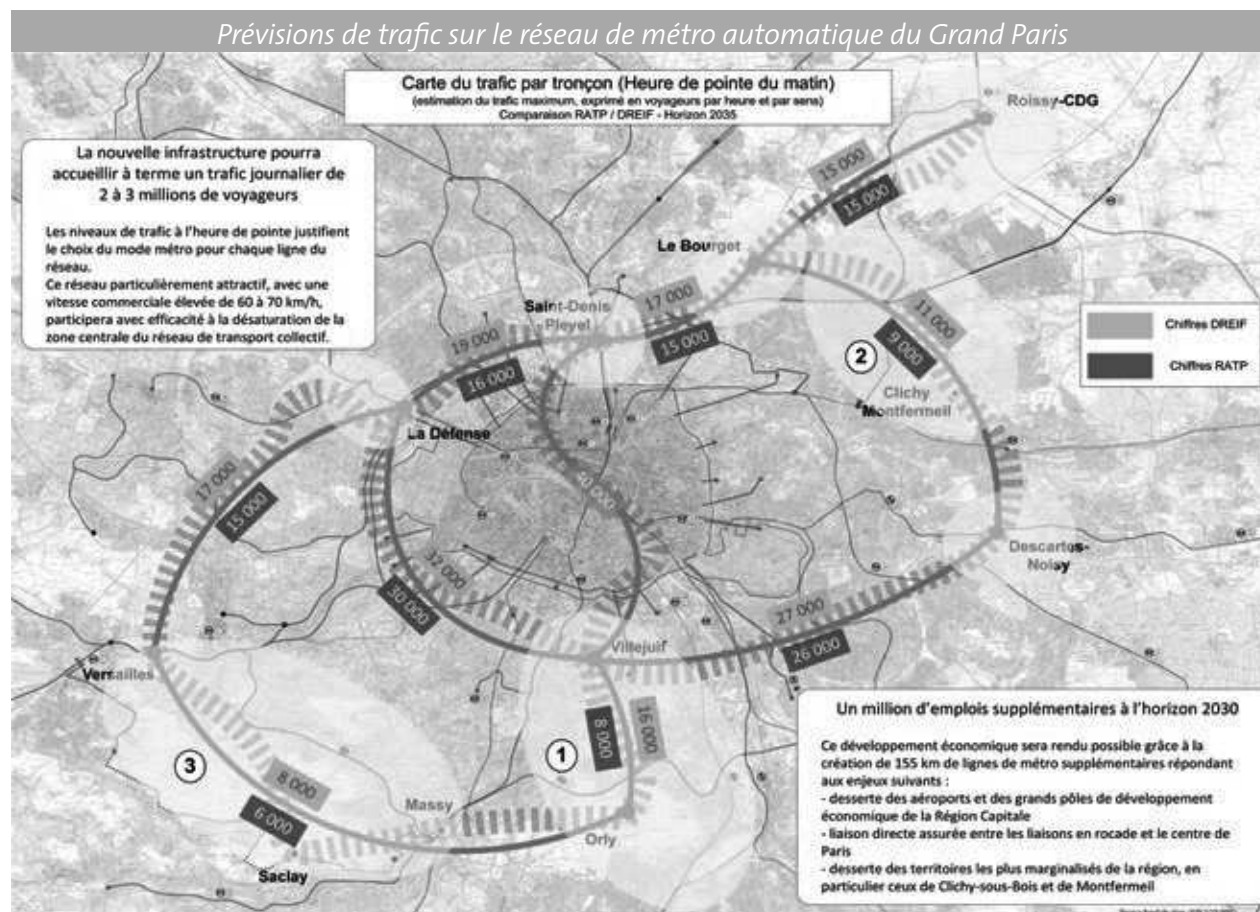 Prévisions de trafic sur le réseau de métro automatique du Grand Paris
Carte du trafic par tronçon (Heure de pointe du matin)
(estimation du trafic maximum, exprimé en voyageurs par heure et par sens)
Comparaison RATP / DREIF - Horizon 2035
Roissy-CDG
La nouvelle infrastructure pourra
accueillir à terme un trafic journalier de
2 à 3 millions de voyageurs
Les niveaux de trafic à l'heure de pointe justifient
le choix du mode métro pour chaque ligne du
réseau.
Ce réseau particulièrement attractif, avec une
vitesse commerciale élevée de 60 à 70 km/h,
participera avec efficacité à la désaturation de la
zone centrale du réseau de transport collectif.
15 000
15 000
Le Bourget
Saint-Denis
Pleyel
17 000
15 000
11 000
9 000
2
Chiffres DREIF
Chiffres RATP
19 000
16 000
Clichy
Montfermeil
La Défense
17 000
15 000
40 000
32 000
30 000
Descartes-
Noisy
27 000
26 000
Villejuif
Versailles
16 000
8 000
1
3
8 000
6 000
Massy
Orly
Saclay
Un million d'emplois supplémentaires à l'horizon 2030
Ce développement économique sera rendu possible grâce à la
création de 155 km de lignes de métro supplémentaires répondant
aux enjeux suivants :
- desserte des aéroports et des grands pôles de développement
économique de la Région Capitale
- liaison directe assurée entre les liaisons en rocade et le centre de
Paris
- desserte des territoires les plus marginalisés de la région, en
particulier ceux de Clichy-sous-Bois et de Montfermeil